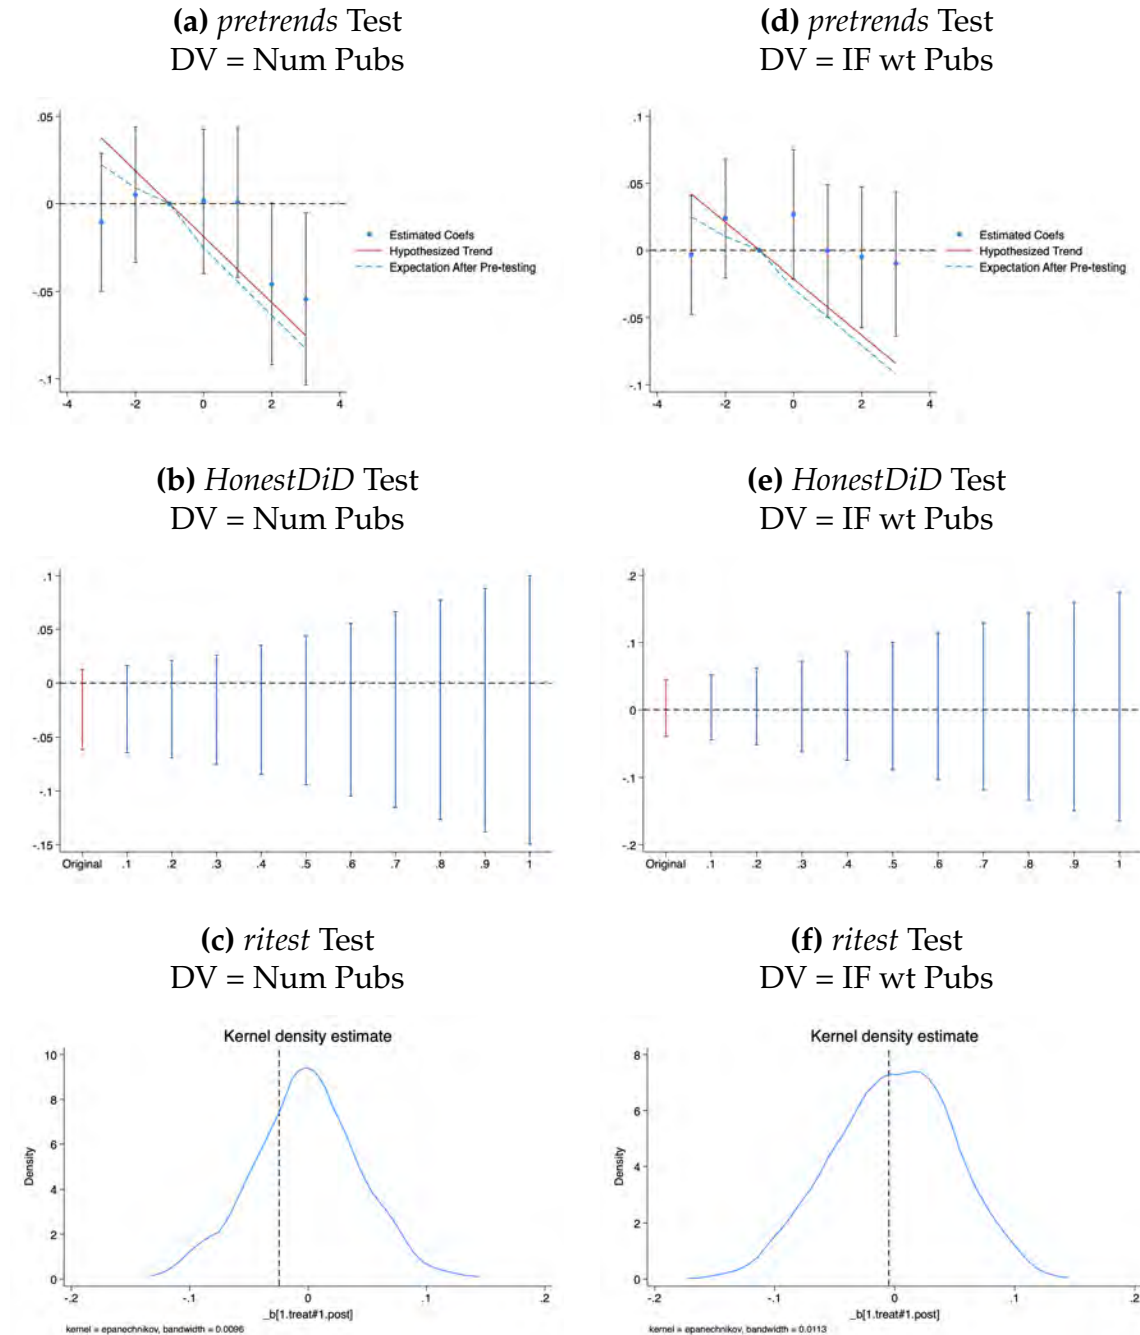 (a) pretrends Test
DV = Num Pubs
.05
0
-.05
-.1
-4
-2
0
2
4
Estimated Coefs
Hypothesized Trend
Expectation After Pre-testing
(d) pretrends Test
DV = IF wt Pubs
.1
.05
0
-.05
-.1
-4
-2
0
2
4
Estimated Coefs
Hypothesized Trend
Expectation After Pre-testing
(b) HonestDiD Test
DV = Num Pubs
.1
.05
0
-.05
-.1
-.15
Original .1 .2 .3 .4 .5 .6 .7 .8 .9 1
(e) HonestDiD Test
DV = IF wt Pubs
.2
.1
0
-.1
-.2
Original .1 .2 .3 .4 .5 .6 .7 .8 .9 1
(c) ritest Test
DV = Num Pubs
Kernel density estimate
10
8
6
4
2
0
Density
-.2 -.1 0 .1 .2
_b[1.treat#1.post]
kernel = epanechnikov, bandwidth = 0.0096
(f) ritest Test
DV = IF wt Pubs
Kernel density estimate
8
6
4
2
0
Density
-.2 -.1 0 .1 .2
_b[1.treat#1.post]
kernel = epanechnikov, bandwidth = 0.0113